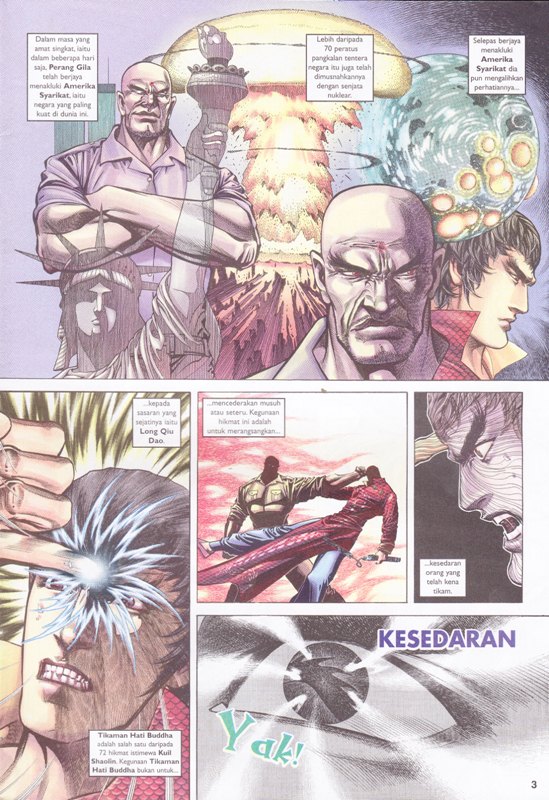 Dalam masa yang
amat singkat, iaitu
dalam beberapa hari
saja, Perang Gila
telah berjaya
menakluki Amerika
Syarikat, iaitu
negara yang paling
kuat di dunia ini.
Lebih daripada
70 peratus
pangkalan tentera
negara itu juga telah
dimusnahkannya
dengan senjata
nuklear.
Selepas berjaya
menakluki
Amerika
Syarikat dia
pun mengalihkan
perhatiannya...
...kepada
sasaran yang
sejatinya iaitu
Long Qiu
Dao.
Tikaman Hati Buddha
adalah salah satu daripada
72 hikmat istimewa Kuil
Shaolin. Kegunaan Tikaman
Hati Buddha bukan untuk...
...mencederakan musuh
atau seteru. Kegunaan
hikmat ini adalah
untuk merangsangkan...
...kesedaran
orang yang
telah kena
tikam.
KESEDARAN
Yak!
3